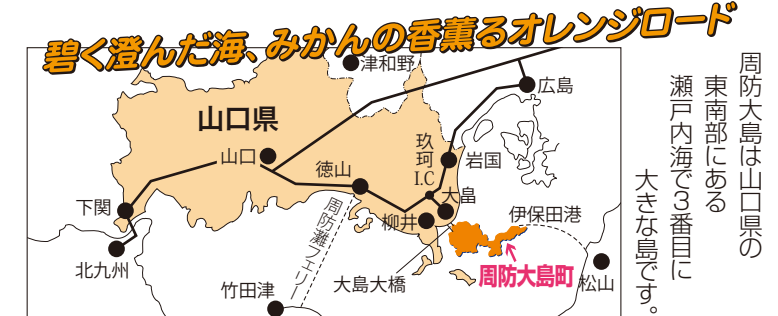 碧く澄んだ海、みかんの香薫るオレンジロード
周防大島は山口県の
東南部にある
瀬戸内海で3番目に
大きな島です。
津和野
広島
山口県
山口
玖珂I.C
岩国
徳山
大畠
下関
柳井
伊保田港
周防灘フェリー
北九州
大島大橋
周防大島町
松山
竹田津